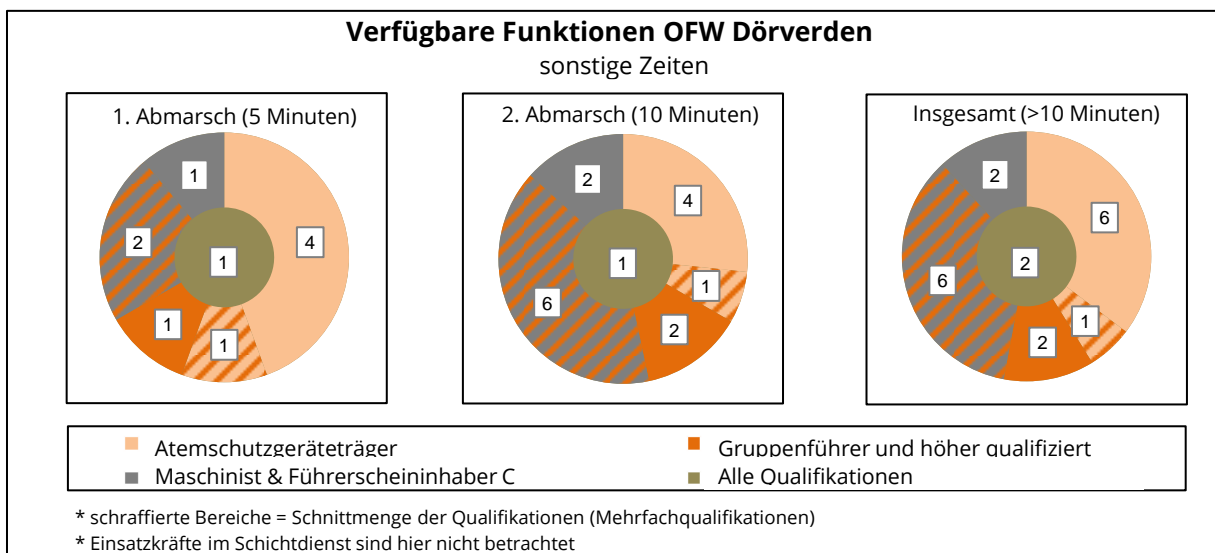 Verfügbare Funktionen OFW Dörverden
sonstige Zeiten
1. Abmarsch (5 Minuten)
1
4
2
1
1
1
2. Abmarsch (10 Minuten)
2
4
1
1
6
2
Insgesamt (>10 Minuten)
2
6
2
6
1
2
Atemschutzgeräteträger
Gruppenführer und höher qualifiziert
Maschinist & Führerscheininhaber C
Alle Qualifikationen
* schraffierte Bereiche = Schnittmenge der Qualifikationen (Mehrfachqualifikationen)
* Einsatzkräfte im Schichtdienst sind hier nicht betrachtet